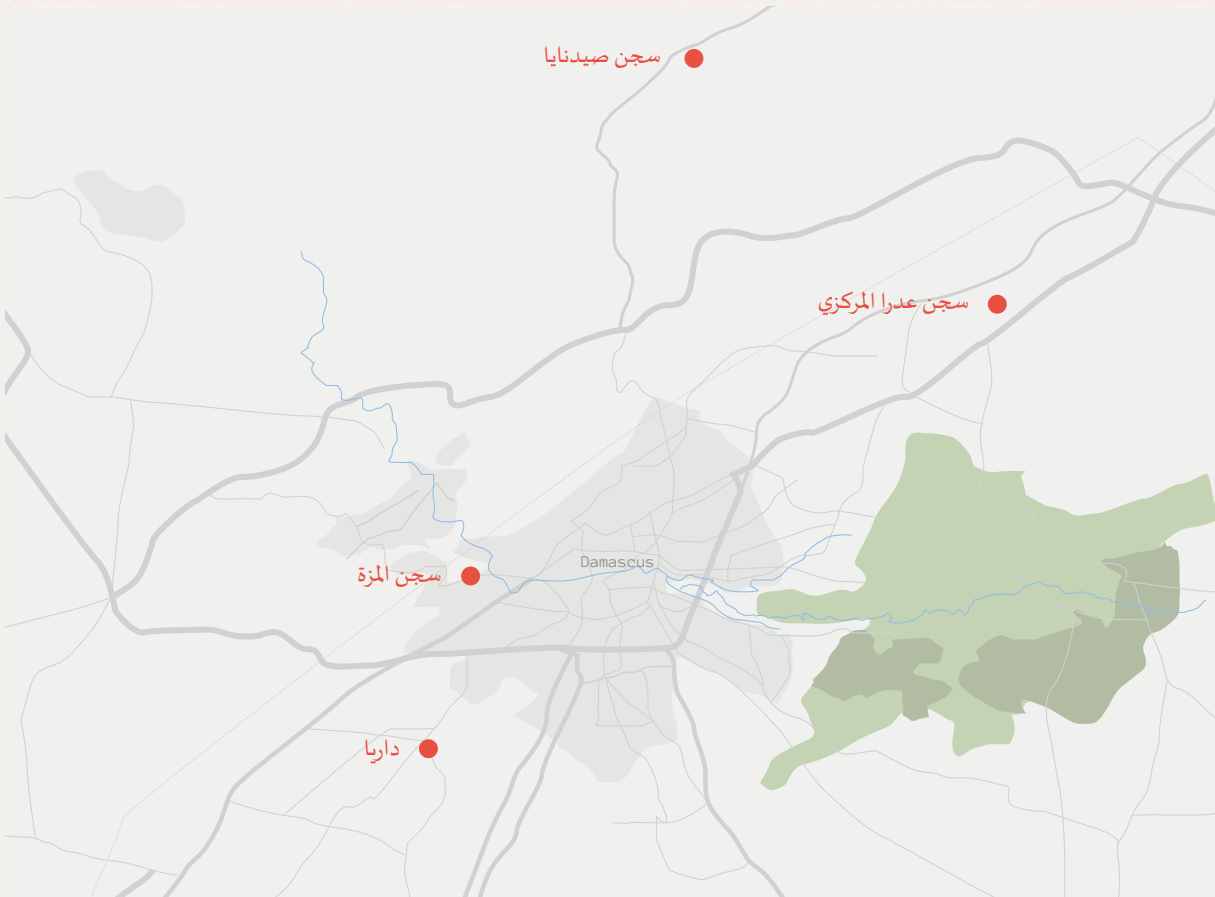 سجن صيدنايا
سجن عدرا المركزي
Damascus
سجن المزة
داريا